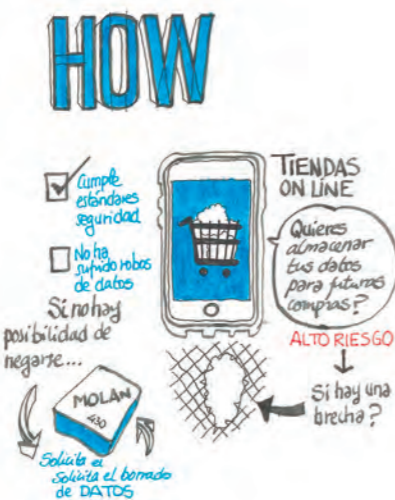 HOW
Cumple
estándares
seguridad
No ha
sufrido robos
de datos
TIENDAS
ON LINE
Quieres
almacenar
tus datos
para futuras
compras?
ALTO RIESGO
Si hay una
brecha?
Si no hay
posibilidad de
negarse...
MOLAN
430
Solicita el
Solicita el borrado
de DATOS